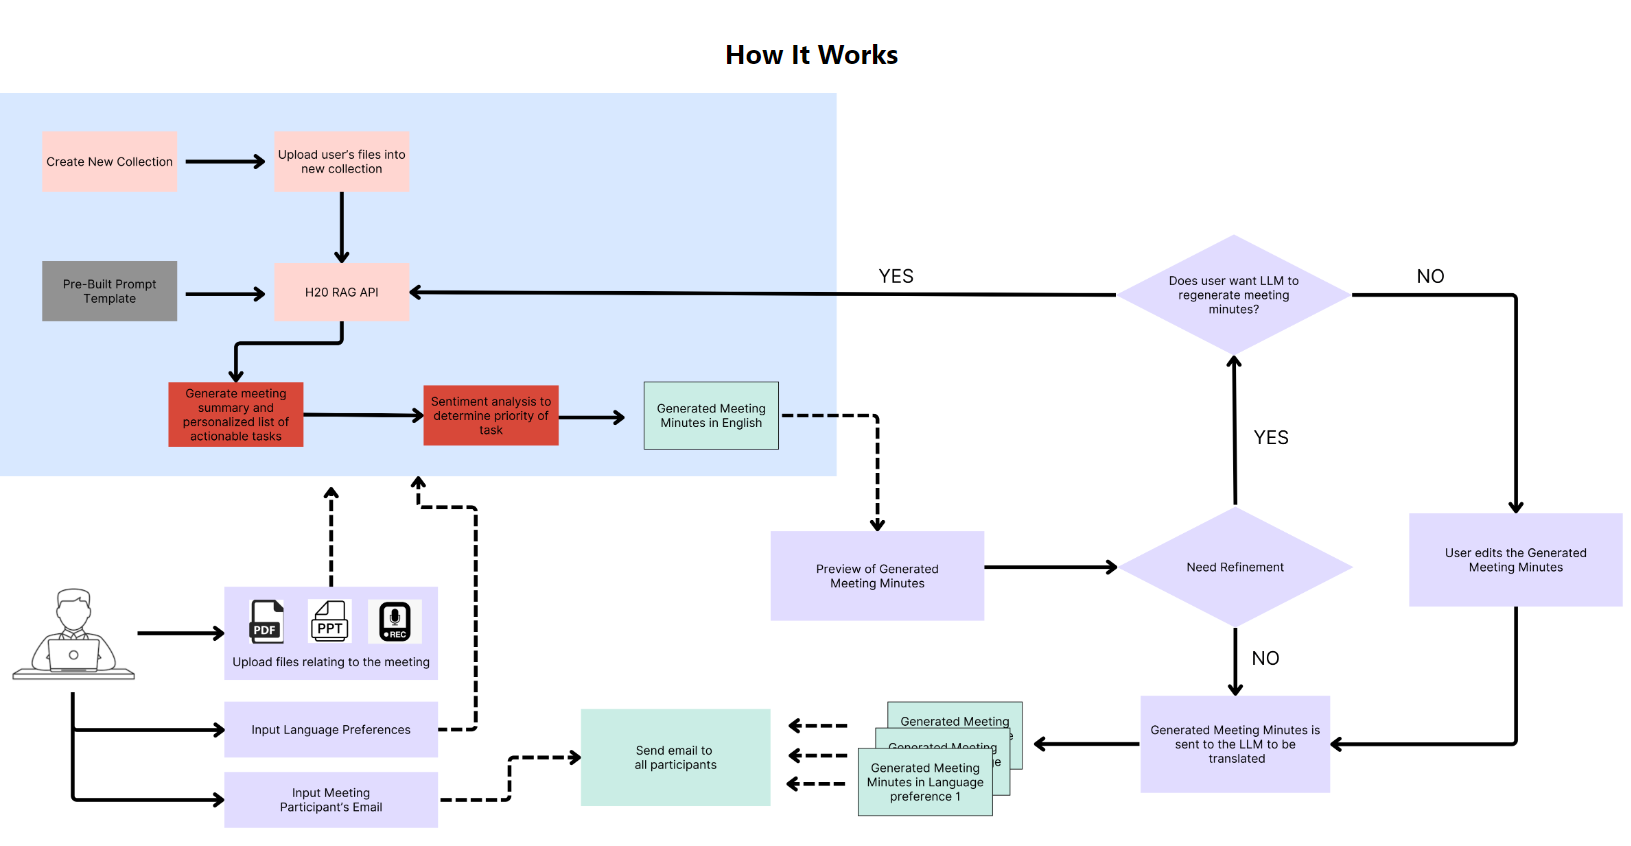 How It Works
Create New Collection
Upload user's files into
new collection
Pre-Built Prompt
Template
H20 RAG API
YES
Does user want LLM to
regenerate meeting
minutes?
NO
Generate meeting
summary and
personalized list of
actionable tasks
Sentiment analysis to
determine priority of
task
Generated Meeting
Minutes in English
YES
Preview of Generated
Meeting Minutes
Need Refinement
User edits the Generated
Meeting Minutes
PDF
PPT
REC
Upload files relating to the meeting
NO
Input Language Preferences
Input Meeting
Participant's Email
Send email to
all participants
Generated Meeting
Generated Meeting
Generated Meeting
Minutes in Language
preference 1
Generated Meeting Minutes is
sent to the LLM to be
translated